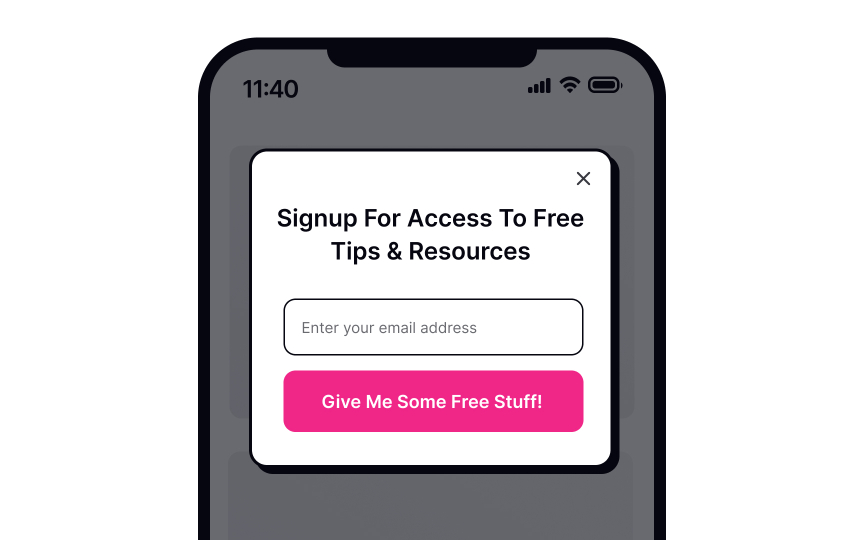 11:40
Signup For Access To Free
Tips & Resources
Enter your email address
Give Me Some Free Stuff!